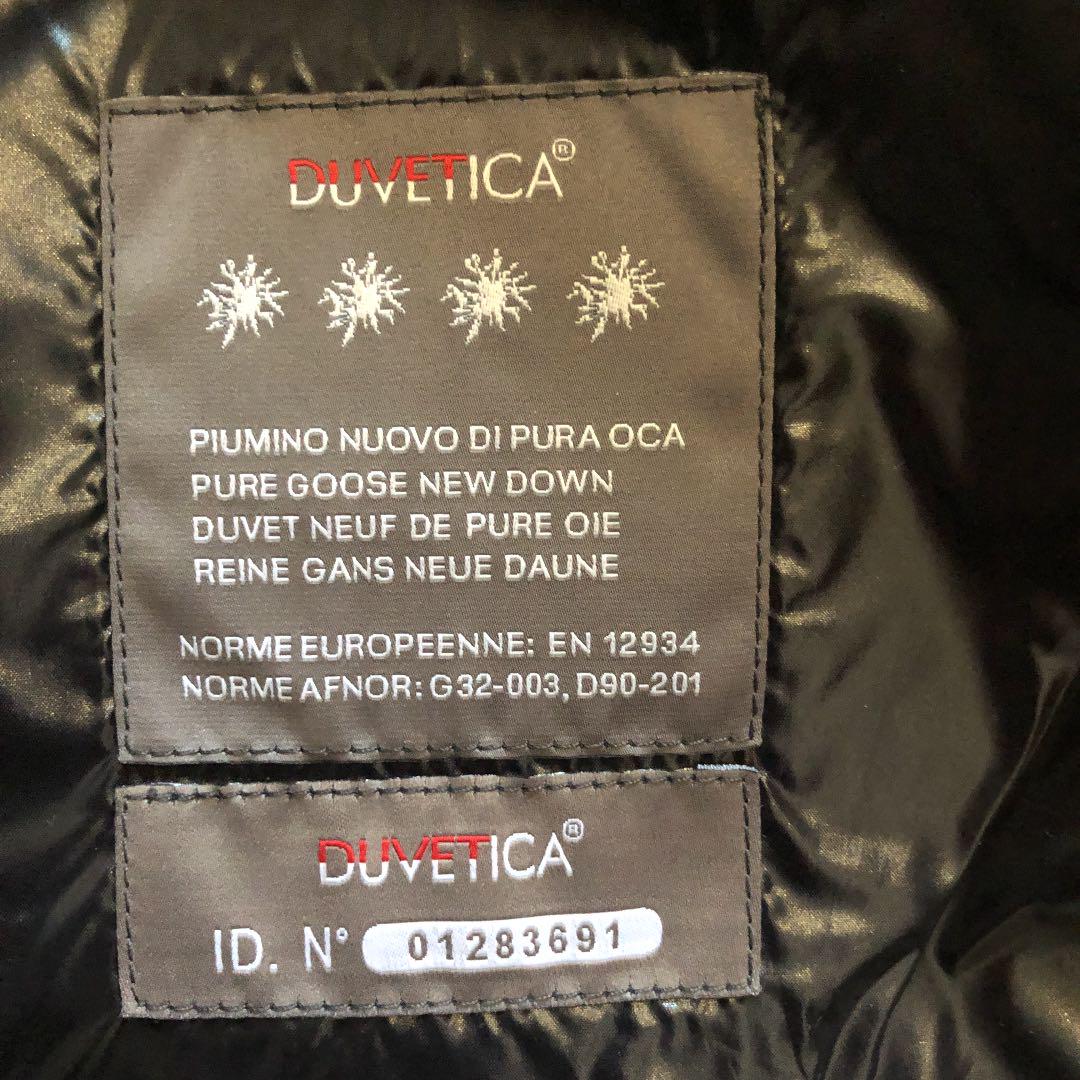 DUVETICA®
PIUMINO NUOVO DI PURA OCA
PURE GOOSE NEW DOWN
DUVET NEUF DE PURE OIE
REINE GANS NEUE DAUNE
NORME EUROPEENNE: EN 12934
NORME AFNOR: G32-003, D90-201
DUVETICA®
ID. N° 01283691